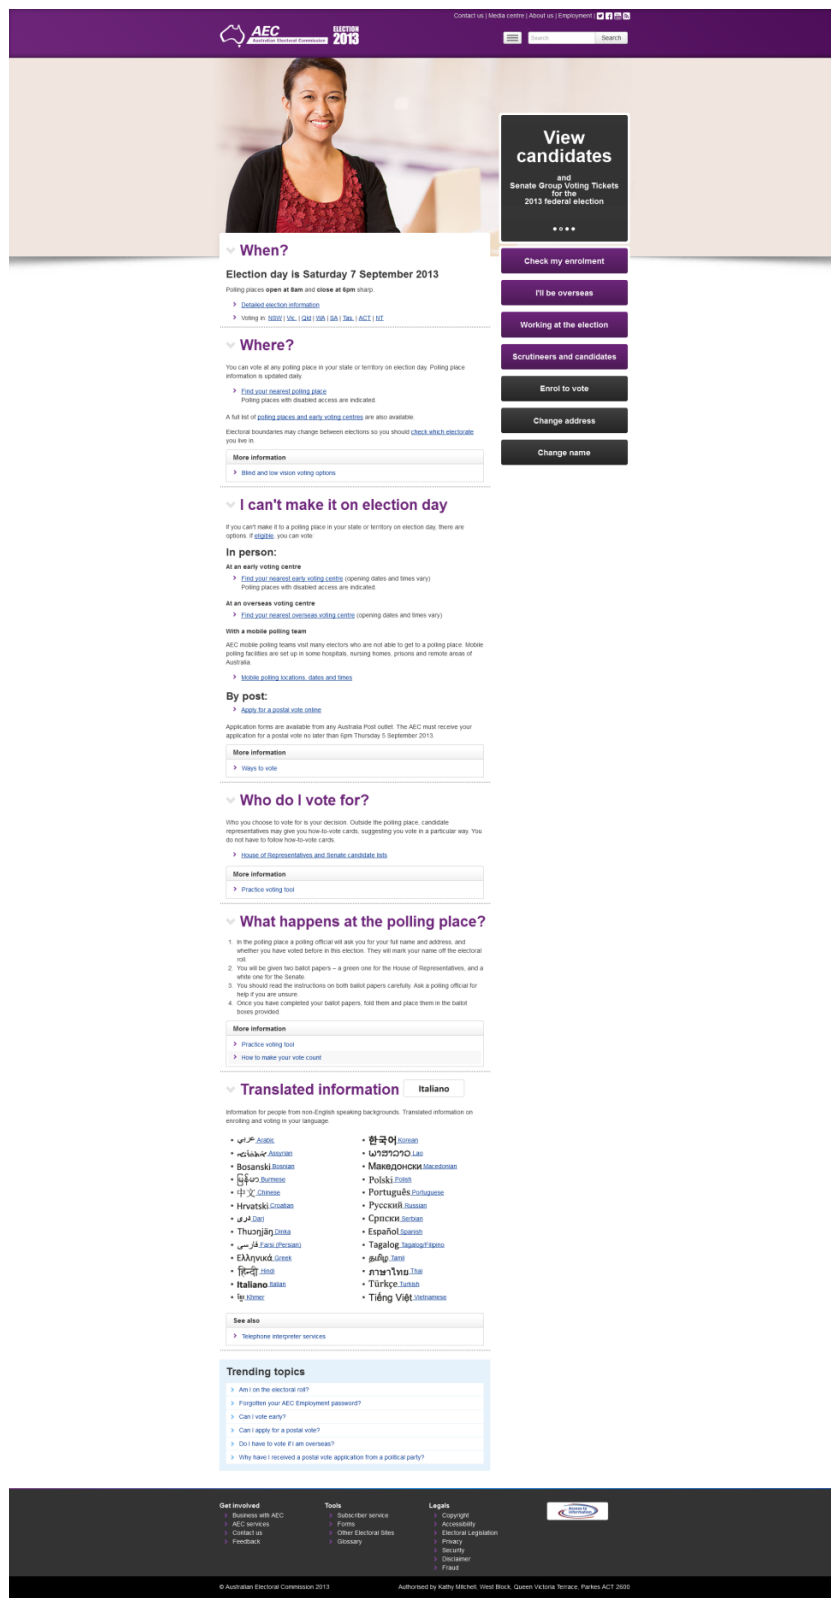 Contact us | Media centre | About us | Employment |
AEC
Australian Electoral Commission
ELECTION
2013
Search
Search
View
candidates
and
Senate Group Voting Tickets
for the
2013 federal election
Check my enrolment
I'll be overseas
Working at the election
Scrutineers and candidates
Enrol to vote
Change address
Change name
When?
Election day is Saturday 7 September 2013
Polling places open at 8am and close at 6pm sharp.
Detailed election information
Voting in: NSW | Vic. | Qld | WA | SA | Tas. | ACT | NT
Where?
You can vote at any polling place in your state or territory on election day. Polling place
information is updated daily.
Find your nearest polling place
Polling places with disabled access are indicated.
A full list of polling places and early voting centres are also available.
Electoral boundaries may change between elections so you should check which electorate
you live in.
More information
Blind and low vision voting options
I can't make it on election day
If you can't make it to a polling place in your state or territory on election day, there are
options. If eligible, you can vote:
In person:
At an early voting centre
Find your nearest early voting centre (opening dates and times vary)
Polling places with disabled access are indicated.
At an overseas voting centre
Find your nearest overseas voting centre (opening dates and times vary)
With a mobile polling team
AEC mobile polling teams visit many electors who are not able to get to a polling place. Mobile
polling facilities are set up in some hospitals, nursing homes, prisons and remote areas of
Australia.
Mobile polling locations, dates and times
By post:
Apply for a postal vote online
Application forms are available from any Australia Post outlet. The AEC must receive your
application for a postal vote no later than 6pm Thursday 5 September 2013.
More information
Ways to vote
Who do I vote for?
Who you choose to vote for is your decision. Outside the polling place, candidate
representatives may give you how-to-vote cards, suggesting you vote in a particular way. You
do not have to follow how-to-vote cards.
House of Representatives and Senate candidate lists
More information
Practice voting tool
What happens at the polling place?
1. In the polling place a polling official will ask you for your full name and address, and
whether you have voted before in this election. They will mark your name off the electoral
roll.
2. You will be given two ballot papers – a green one for the House of Representatives, and a
white one for the Senate.
3. You should read the instructions on both ballot papers carefully. Ask a polling official for
help if you are unsure.
4. Once you have completed your ballot papers, fold them and place them in the ballot
boxes provided.
More information
Practice voting tool
How to make your vote count
Translated information Italiano
Information for people from non-English speaking backgrounds. Translated information on
enrolling and voting in your language.
عربي Arabic
Assyrian
Bosanski Bosnian
မြန်မာ Burmese
中文 Chinese
Hrvatski Croatian
دری Dari
Thuɔŋjäŋ Dinka
فارسی Farsi (Persian)
Ελληνικά Greek
हिन्दी Hindi
Italiano Italian
ខ្មែរ Khmer
한국어 Korean
ພາສາລາວ Lao
Македонски Macedonian
Polski Polish
Português Portuguese
Русский Russian
Српски Serbian
Español Spanish
Tagalog Tagalog/Filipino
தமிழ் Tamil
ภาษาไทย Thai
Türkçe Turkish
Tiếng Việt Vietnamese
See also
Telephone interpreter services
Trending topics
Am I on the electoral roll?
Forgotten your AEC Employment password?
Can I vote early?
Can I apply for a postal vote?
Do I have to vote if I am overseas?
Why have I received a postal vote application from a political party?
Get involved
Business with AEC
AEC services
Contact us
Feedback
Tools
Subscriber service
Forms
Other Electoral Sites
Glossary
Legals
Copyright
Accessibility
Electoral Legislation
Privacy
Security
Disclaimer
Fraud
Access to
information
© Australian Electoral Commission 2013
Authorised by Kathy Mitchell, West Block, Queen Victoria Terrace, Parkes ACT 2600